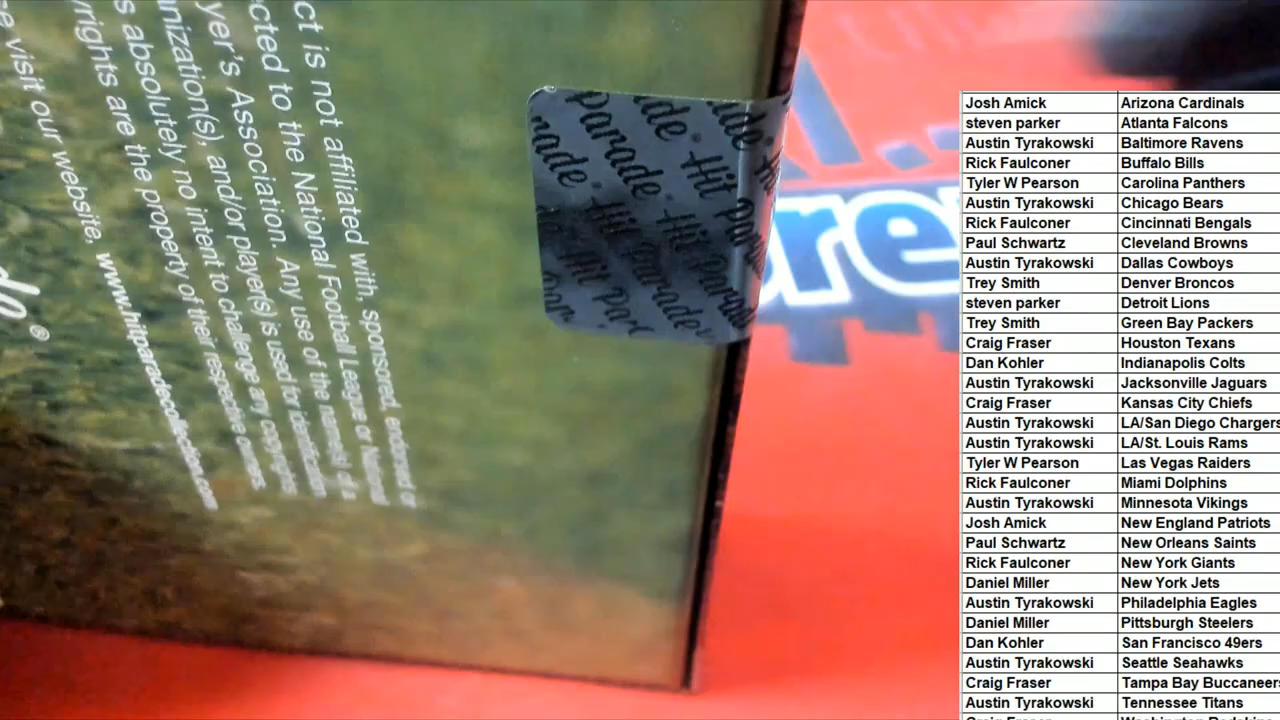 ct is not affiliated with, sponsored, endorsed or
cted to the National Football League or National
yer's Association. Any use of the name(s) of a
nization(s), and/or player(s) is used for identification
s absolutely no intent to challenge any copyrights
rights are the property of their respective owners.
e visit our website, www.hitparadecollection.com
Hit Parade
Josh Amick Arizona Cardinals
steven parker Atlanta Falcons
Austin Tyrakowski Baltimore Ravens
Rick Faulconer Buffalo Bills
Tyler W Pearson Carolina Panthers
Austin Tyrakowski Chicago Bears
Rick Faulconer Cincinnati Bengals
Paul Schwartz Cleveland Browns
Austin Tyrakowski Dallas Cowboys
Trey Smith Denver Broncos
steven parker Detroit Lions
Trey Smith Green Bay Packers
Craig Fraser Houston Texans
Dan Kohler Indianapolis Colts
Austin Tyrakowski Jacksonville Jaguars
Craig Fraser Kansas City Chiefs
Austin Tyrakowski LA/San Diego Chargers
Austin Tyrakowski LA/St. Louis Rams
Tyler W Pearson Las Vegas Raiders
Rick Faulconer Miami Dolphins
Austin Tyrakowski Minnesota Vikings
Josh Amick New England Patriots
Paul Schwartz New Orleans Saints
Rick Faulconer New York Giants
Daniel Miller New York Jets
Austin Tyrakowski Philadelphia Eagles
Daniel Miller Pittsburgh Steelers
Dan Kohler San Francisco 49ers
Austin Tyrakowski Seattle Seahawks
Craig Fraser Tampa Bay Buccaneers
Austin Tyrakowski Tennessee Titans